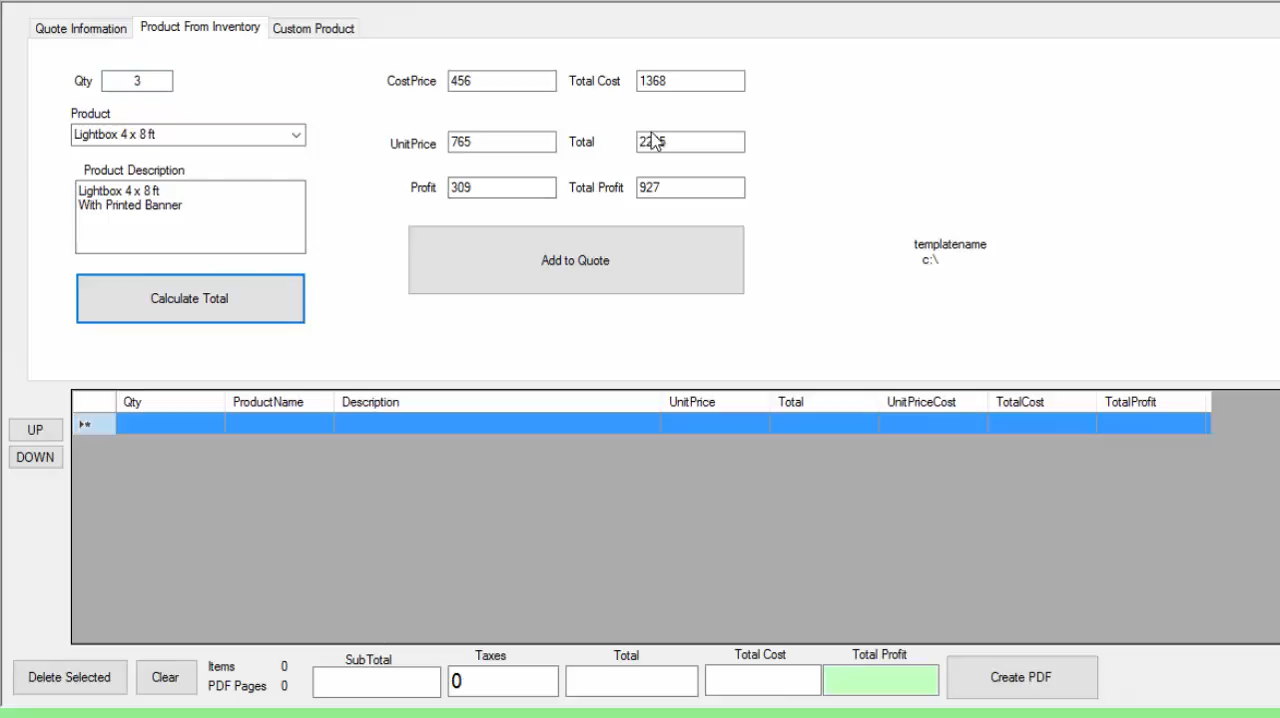 Quote Information Product From Inventory Custom Product
Qty 3 CostPrice 456 Total Cost 1368
Product
Lightbox 4 x 8 ft
UnitPrice 765 Total
Product Description
Lightbox 4 x 8 ft
With Printed Banner
Profit 309 Total Profit 927
Add to Quote
templatename
c:\
Calculate Total
Qty ProductName Description UnitPrice Total UnitPriceCost TotalCost TotalProfit
UP
DOWN
SubTotal Taxes Total Total Cost Total Profit
Delete Selected Clear Items 0
PDF Pages 0
0
Create PDF